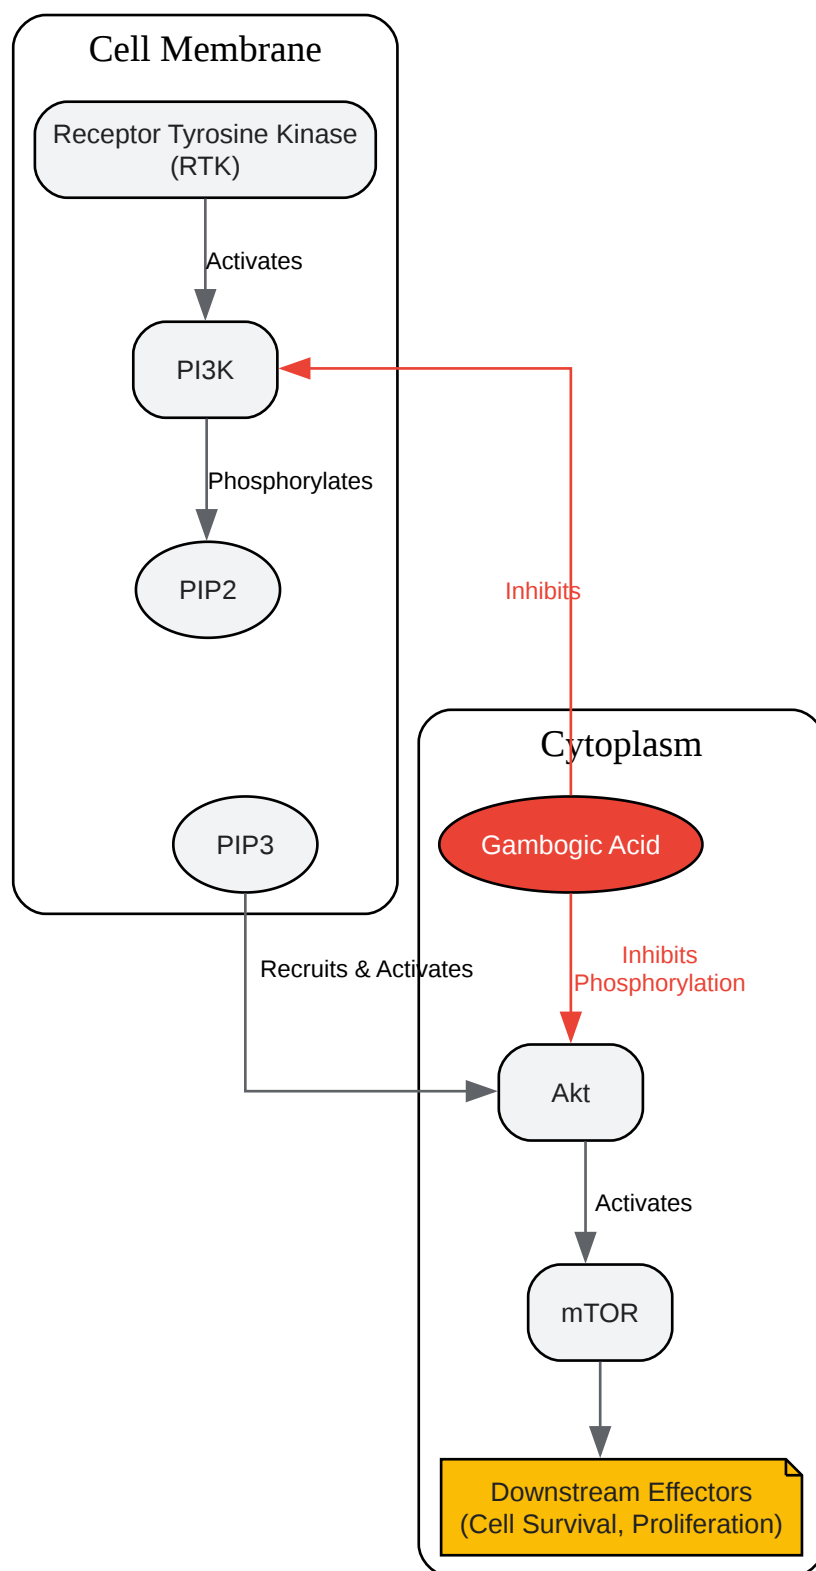 Cell Membrane
Receptor Tyrosine Kinase
(RTK)
Activates
PI3K
Phosphorylates
PIP2
Inhibits
Cytoplasm
PIP3
Gambogic Acid
Recruits & Activates
Inhibits
Phosphorylation
Akt
Activates
mTOR
Downstream Effectors
(Cell Survival, Proliferation)